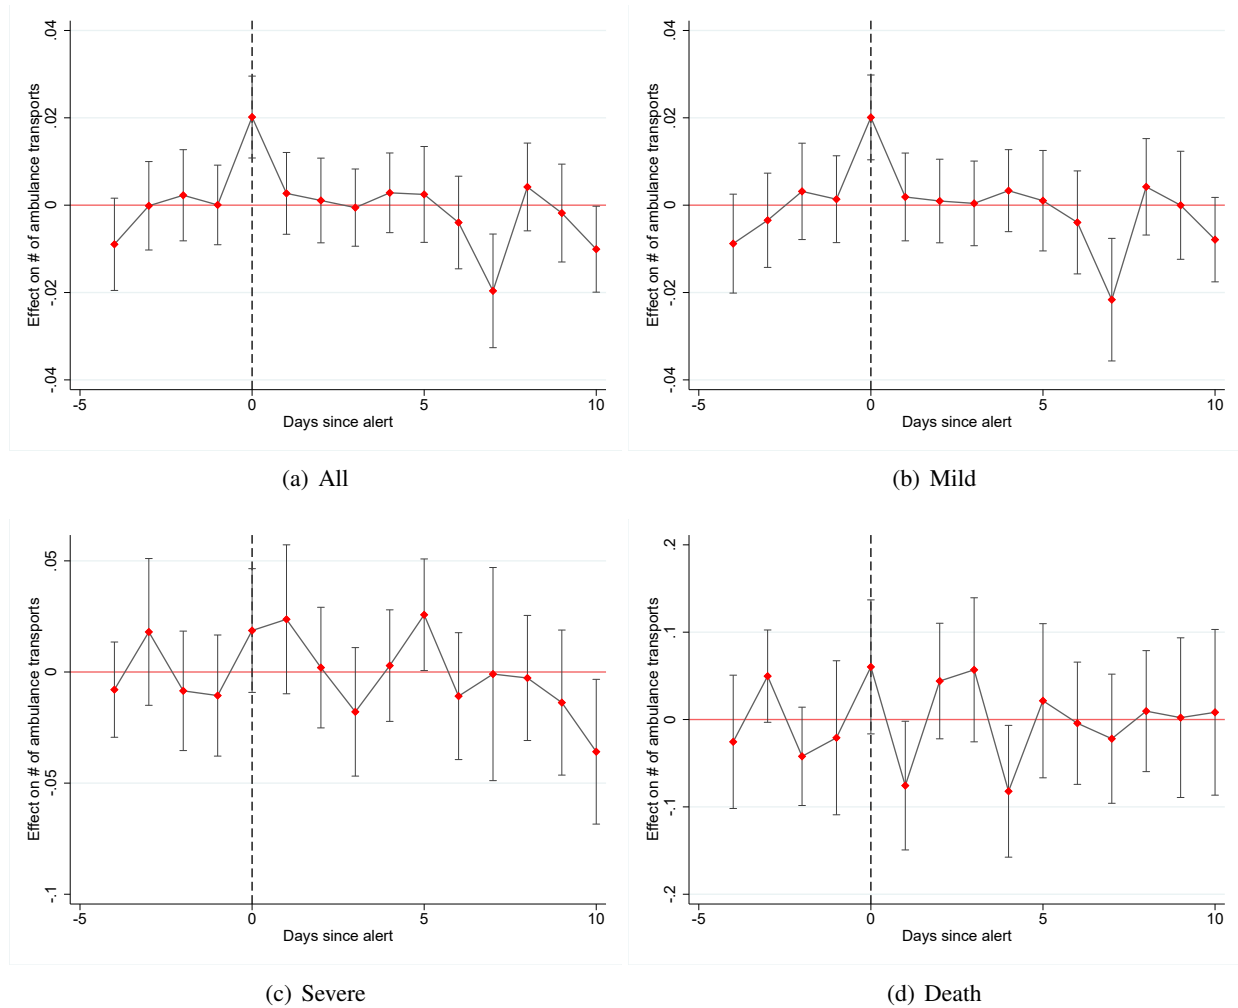 .04
.02
0
-.02
-.04
Effect on # of ambulance transports
-5 0 5 10
Days since alert
(a) All
.04
.02
0
-.02
-.04
Effect on # of ambulance transports
-5 0 5 10
Days since alert
(b) Mild
.05
0
-.05
-.1
Effect on # of ambulance transports
-5 0 5 10
Days since alert
(c) Severe
.2
.1
0
-.1
-.2
Effect on # of ambulance transports
-5 0 5 10
Days since alert
(d) Death